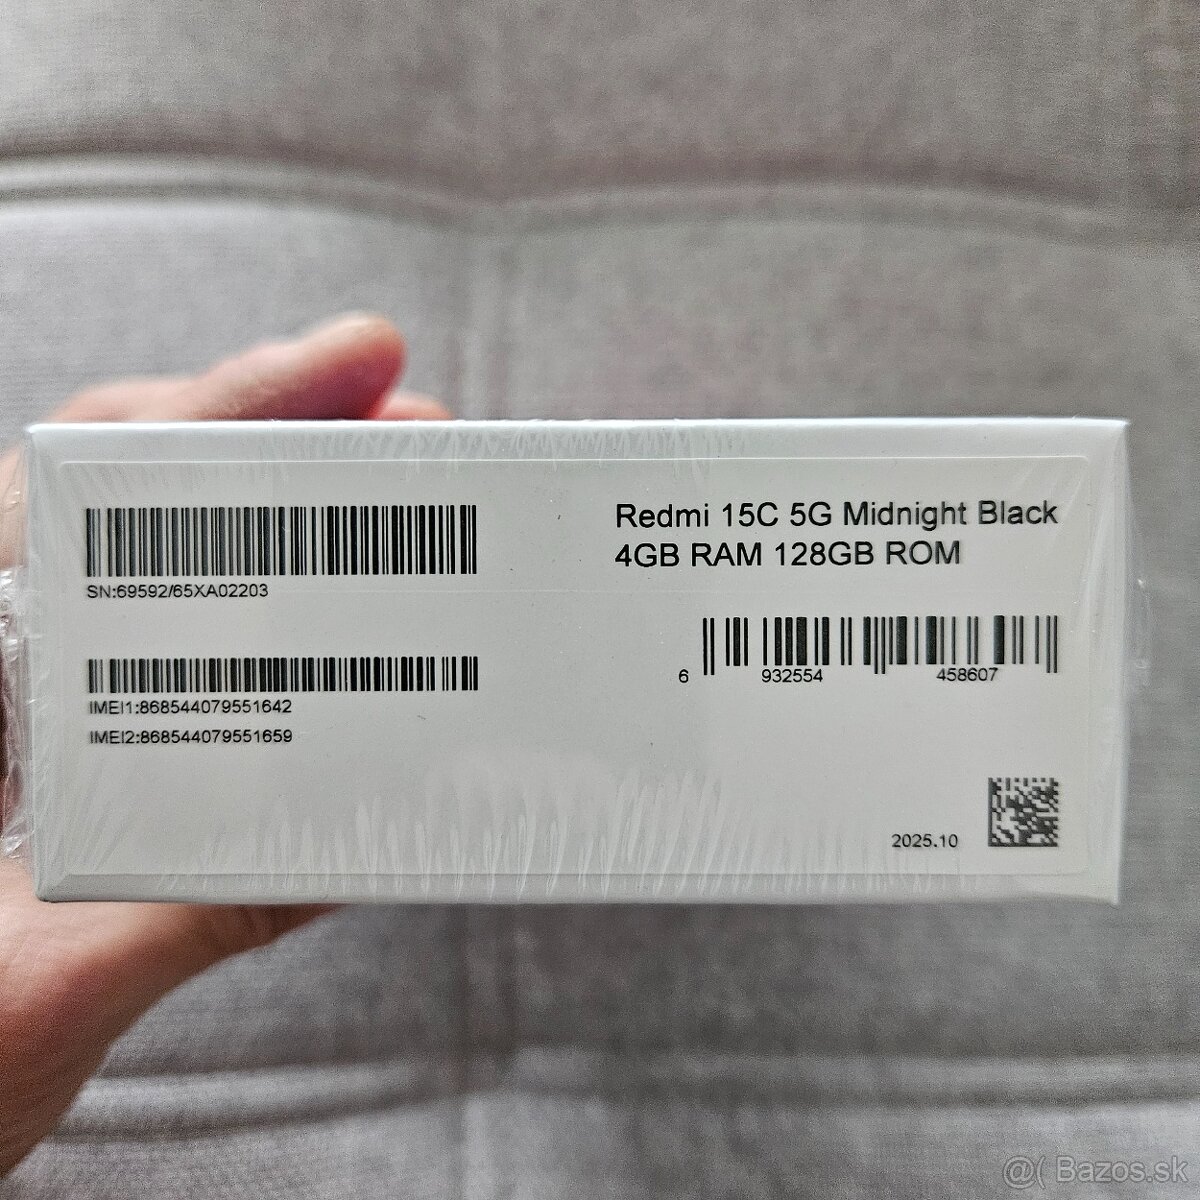 Redmi 15C 5G Midnight Black
4GB RAM 128GB ROM
SN:69592/65XA02203
6 932554 458607
IMEI1:868544079551642
IMEI2:868544079551659
2025.10
@( Bazos.sk